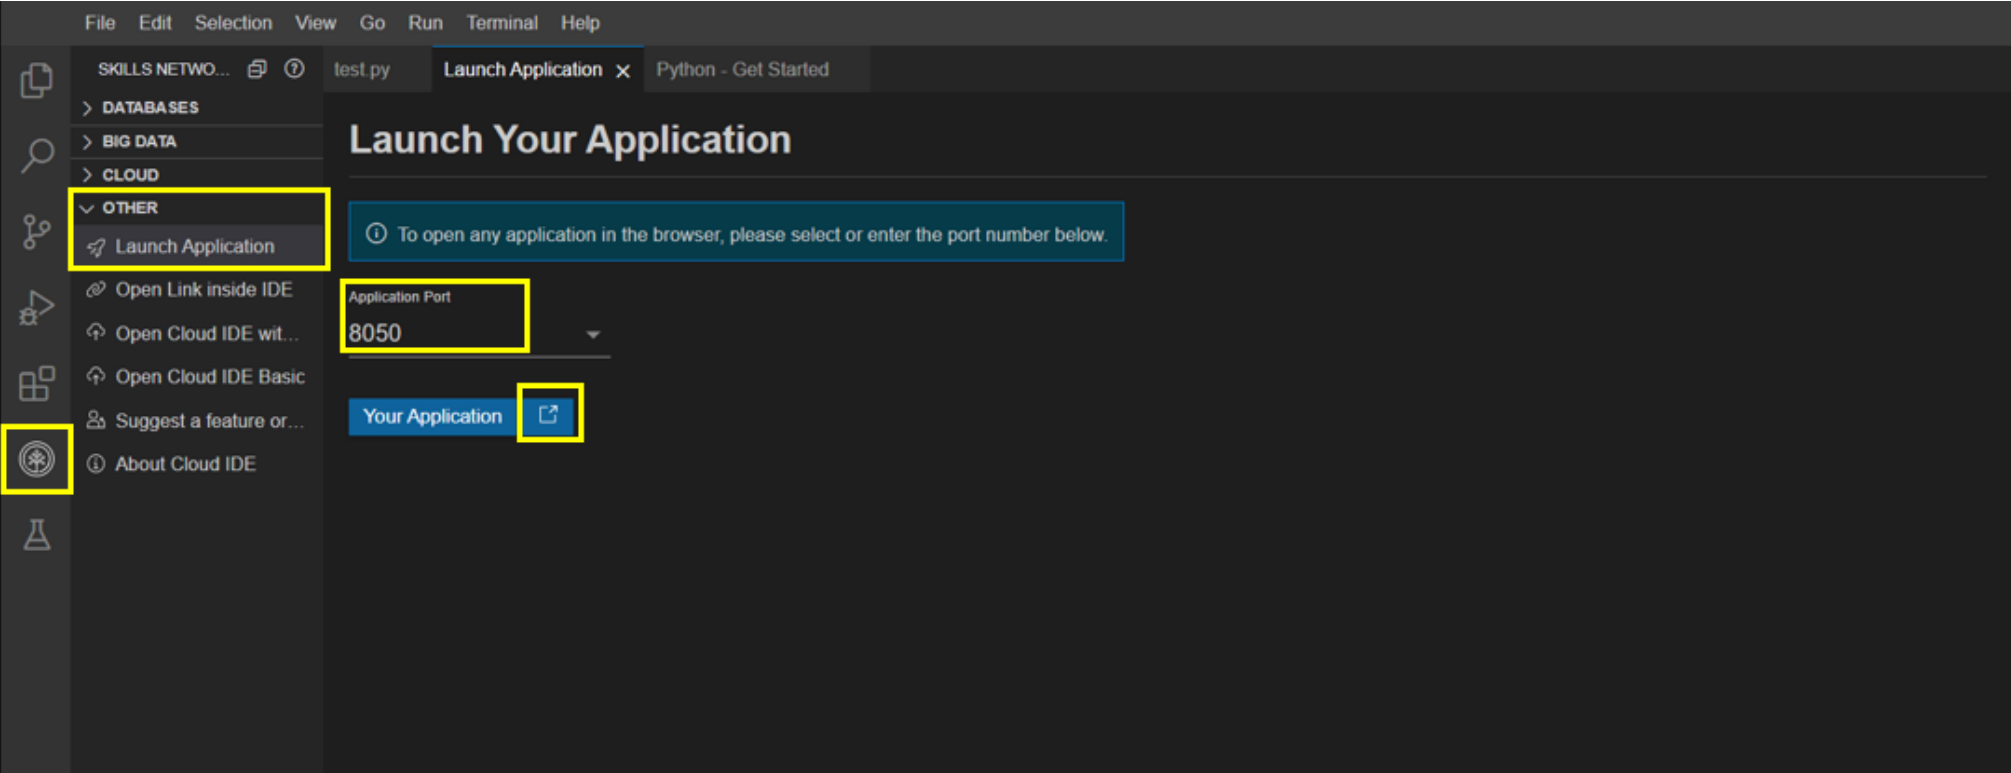 File Edit Selection View Go Run Terminal Help
SKILLS NETWO...
test.py Launch Application Python - Get Started
DATABASES
BIG DATA
CLOUD
OTHER
Launch Application
Open Link inside IDE
Open Cloud IDE wit...
Open Cloud IDE Basic
Suggest a feature or...
About Cloud IDE
Launch Your Application
To open any application in the browser, please select or enter the port number below.
Application Port
8050
Your Application